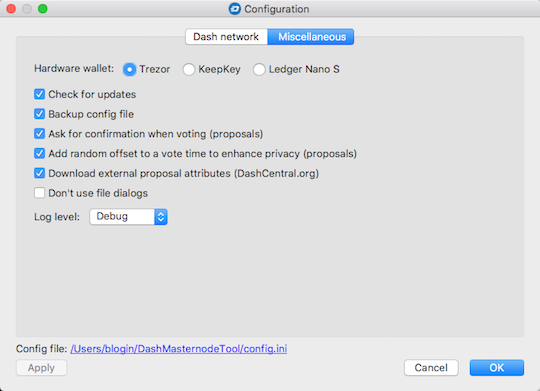 Configuration
Dash network Miscellaneous
Hardware wallet: Trezor KeepKey Ledger Nano S
Check for updates
Backup config file
Ask for confirmation when voting (proposals)
Add random offset to a vote time to enhance privacy (proposals)
Download external proposal attributes (DashCentral.org)
Don't use file dialogs
Log level: Debug
Config file: /Users/blogin/DashMasternodeTool/config.ini
Apply Cancel OK